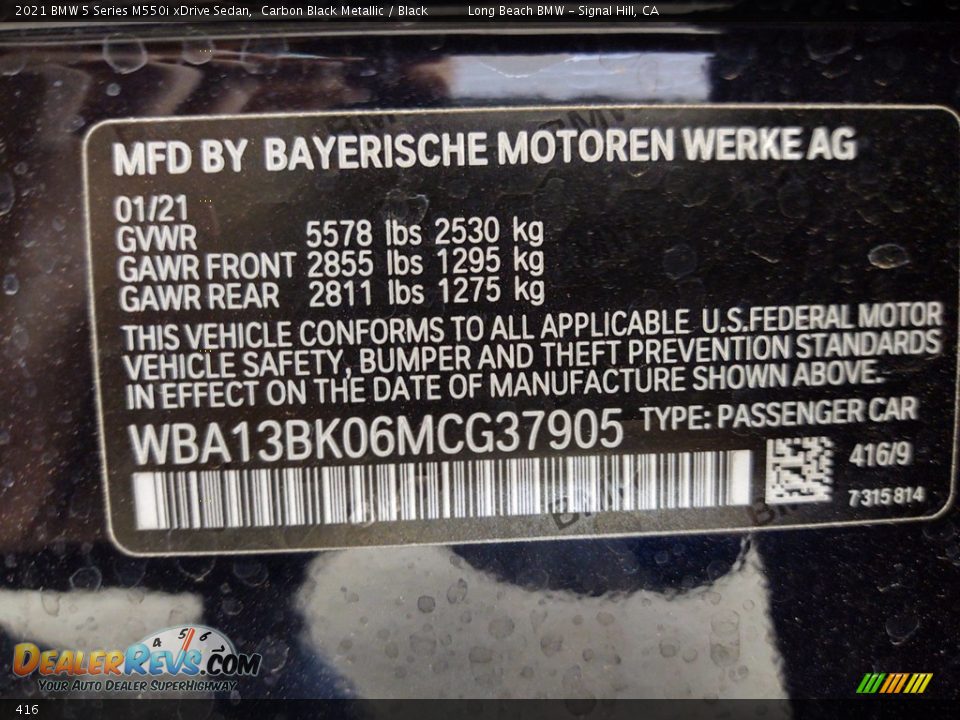 2021 BMW 5 Series M550i xDrive Sedan, Carbon Black Metallic / Black Long Beach BMW - Signal Hill, CA
MFD BY BAYERISCHE MOTOREN WERKE AG
01/21
GVWR 5578 lbs 2530 kg
GAWR FRONT 2855 lbs 1295 kg
GAWR REAR 2811 lbs 1275 kg
THIS VEHICLE CONFORMS TO ALL APPLICABLE U.S.FEDERAL MOTOR
VEHICLE SAFETY, BUMPER AND THEFT PREVENTION STANDARDS
IN EFFECT ON THE DATE OF MANUFACTURE SHOWN ABOVE.
WBA13BK06MCG37905 TYPE: PASSENGER CAR
416/9
7 315 814
4 5 6
DEALERREVS.COM
YOUR AUTO DEALER SUPERHIGHWAY
416